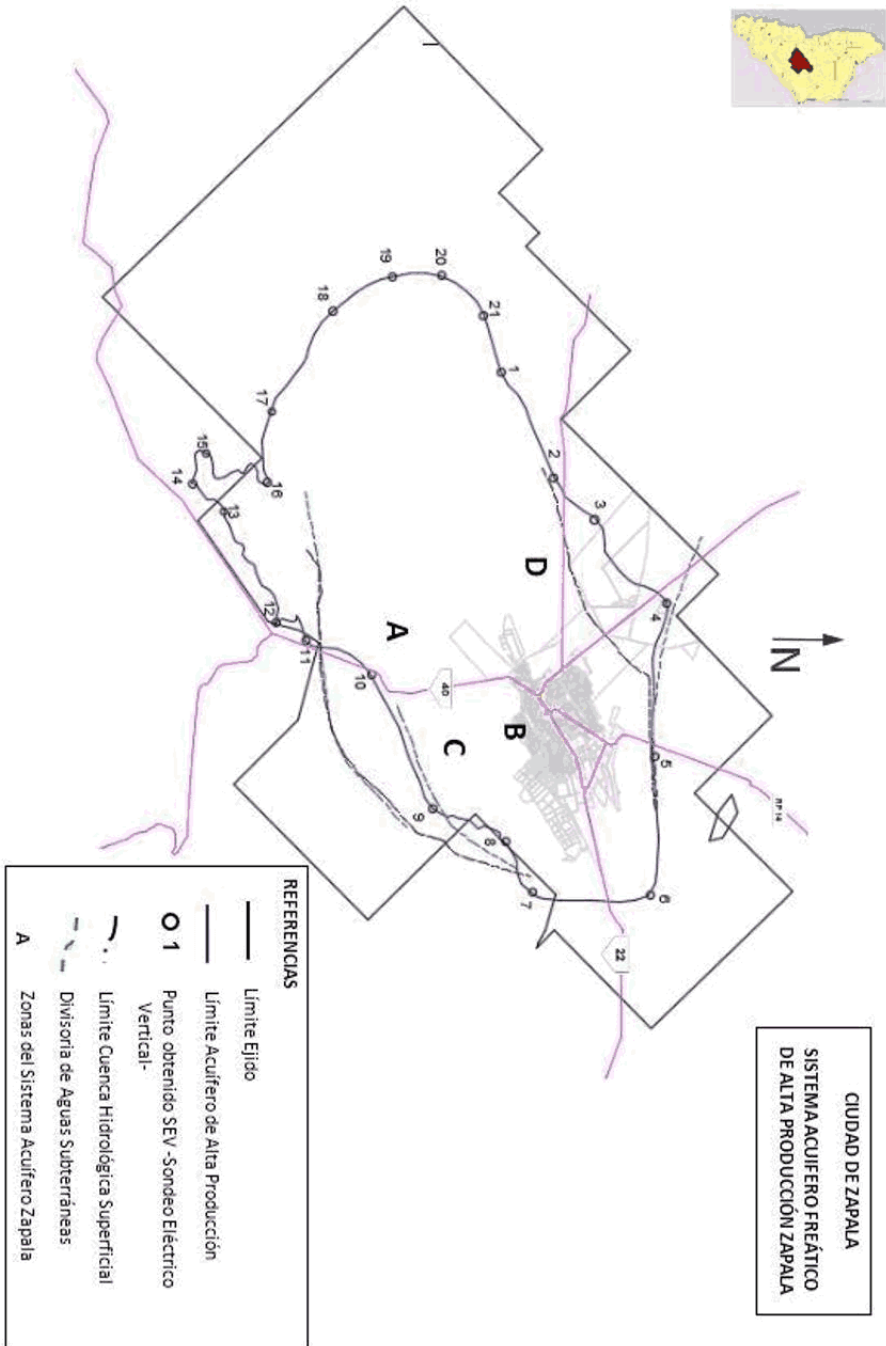 CIUDAD DE ZAPALA
SISTEMA ACUIFERO FREÁTICO
DE ALTA PRODUCCIÓN ZAPALA
N
RP 14
22
40
A
B
C
D
1
2
3
4
5
6
7
8
9
10
11
12
13
14
15
16
17
18
19
20
21
REFERENCIAS
Límite Ejido
Límite Acuífero de Alta Producción
1 Punto obtenido SEV -Sondeo Eléctrico
Vertical-
Límite Cuenca Hidrológica Superficial
Divisoria de Aguas Subterráneas
A Zonas del Sistema Acuífero Zapala